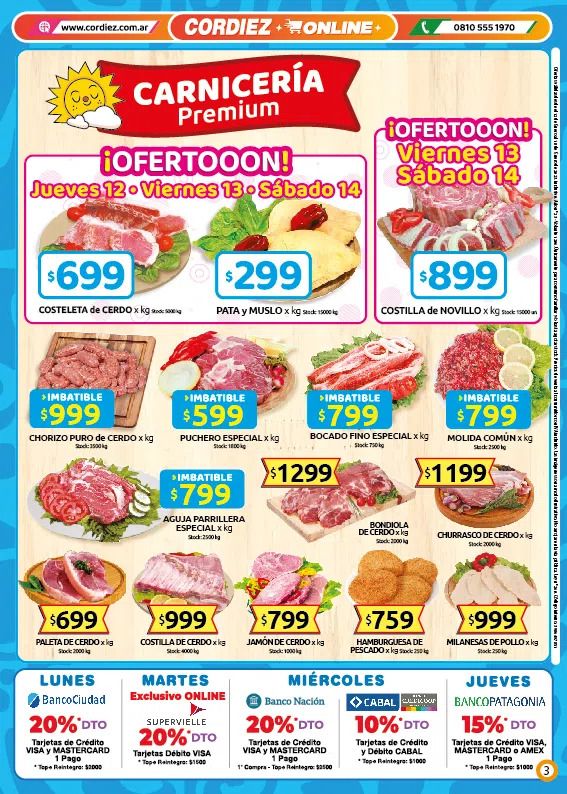 www.cordiez.com.ar
CORDIEZ ONLINE
0810 555 1970
CARNICERÍA
Premium
¡OFERTOOON!
Jueves 12 • Viernes 13 • Sábado 14
$699
COSTELETA de CERDO x kg Stock: 5000 kg
$299
PATA y MUSLO x kg Stock: 15000 kg
¡OFERTOOON!
Viernes 13
Sábado 14
$899
COSTILLA DE NOVILLO x kg Stock: 15000 un
IMBATIBLE
$999
CHORIZO PURO de CERDO x kg
Stock: 3500 kg
IMBATIBLE
$599
PUCHERO ESPECIAL x kg
Stock: 1800 kg
IMBATIBLE
$799
BOCADO FINO ESPECIAL x kg
Stock: 750 kg
IMBATIBLE
$799
MOLIDA COMÚN x kg
Stock: 2500 kg
IMBATIBLE
$799
AGUJA PARRILLERA
ESPECIAL x kg
Stock: 2500 kg
$1299
BONDIOLA
DE CERDO x kg
Stock: 2000 kg
$1199
CHURRASCO DE CERDO x kg
Stock: 2000 kg
$699
PALETA DE CERDO x kg
Stock: 2000 kg
$999
COSTILLA DE CERDO x kg
Stock: 4000 kg
$799
JAMÓN DE CERDO x kg
Stock: 1000 kg
$759
HAMBURGUESA DE
PESCADO x kg Stock: 250 kg
$999
MILANESAS DE POLLO x kg
Stock: 250 kg
LUNES
BancoCiudad
20%* DTO
Tarjetas de Crédito
VISA y MASTERCARD
1 Pago
* Tope Reintegro: $2000
MARTES
Exclusivo ONLINE
SUPERVIELLE
20%* DTO
Tarjetas Débito VISA
* Tope Reintegro: $1500
MIÉRCOLES
Banco Nación
20%* DTO
Tarjetas de Crédito
VISA y MASTERCARD
1 Pago
1° Compra - Tope Reintegro: $2000
CABAL
10%* DTO
Tarjetas de Crédito
y Débito CABAL
* Tope Reintegro: $1000
JUEVES
BANCOPATAGONIA
15%* DTO
Tarjetas de Crédito VISA,
MASTERCARD o AMEX
1 Pago
* Tope Reintegro: $1000
3